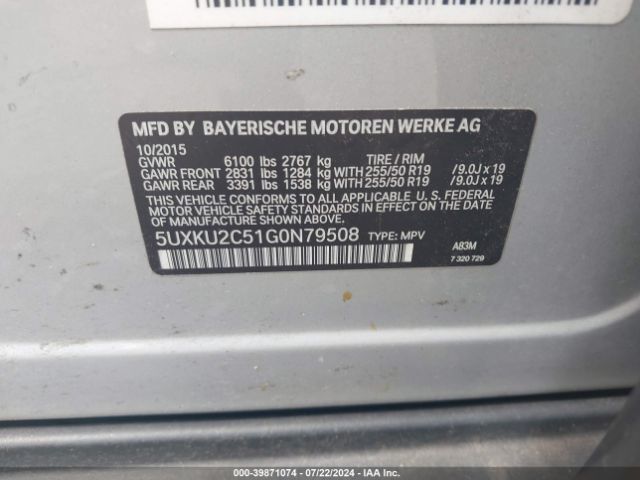 MFD BY BAYERISCHE MOTOREN WERKE AG
10/2015
GVWR 6100 lbs 2767 kg TIRE / RIM
GAWR FRONT 2831 lbs 1284 kg WITH 255/50 R19 / 9.0J x 19
GAWR REAR 3391 lbs 1538 kg WITH 255/50 R19 / 9.0J x 19
THIS VEHICLE CONFORMS TO ALL APPLICABLE U.S. FEDERAL
MOTOR VEHICLE SAFETY STANDARDS IN EFFECT ON THE DATE
OF MANUFACTURE SHOWN ABOVE.
5UXKU2C51G0N79508 TYPE: MPV
A83M
7 320 729
000-39871074 | 07/22/2024 | IAA Inc.